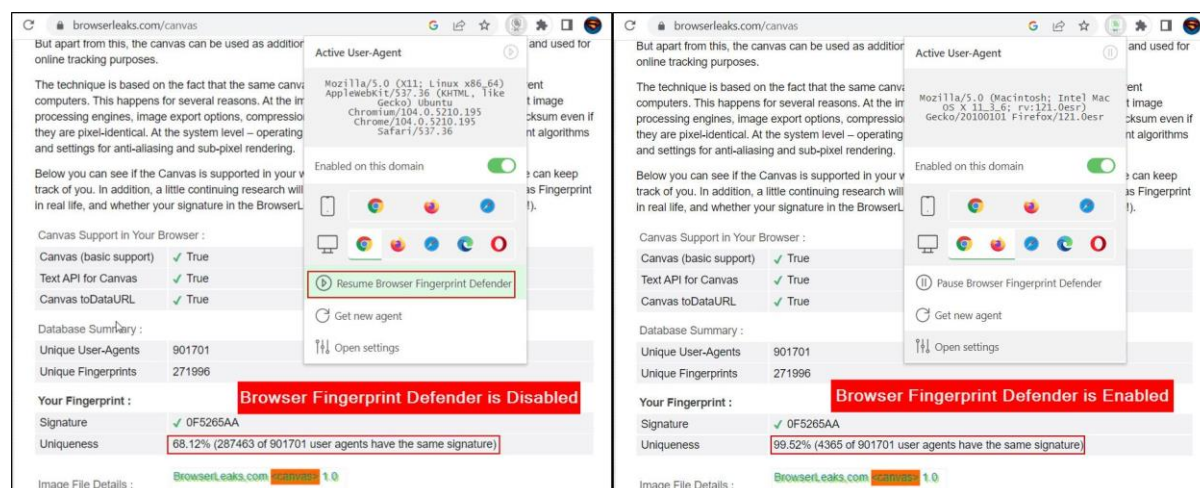 browserleaks.com/canvas
But apart from this, the canvas can be used as addition
and used for
online tracking purposes.
The technique is based on the fact that the same canva
ent
computers. This happens for several reasons. At the im
t image
processing engines, image export options, compressio
cksum even if
they are pixel-identical. At the system level – operating
nt algorithms
and settings for anti-aliasing and sub-pixel rendering.
Below you can see if the Canvas is supported in your w
e can keep
track of you. In addition, a little continuing research will
as Fingerprint
in real life, and whether your signature in the BrowserL
!).
Canvas Support in Your Browser :
Canvas (basic support) ✓ True
Text API for Canvas ✓ True
Canvas toDataURL ✓ True
Database Summary :
Unique User-Agents 901701
Unique Fingerprints 271996
Your Fingerprint :
Signature ✓ 0F5265AA
Uniqueness 68.12% (287463 of 901701 user agents have the same signature)
Image File Details :
BrowserLeaks.com <canvas> 1.0
Active User-Agent
Mozilla/5.0 (X11; Linux x86_64)
AppleWebKit/537.36 (KHTML, like
Gecko) Ubuntu
Chromium/104.0.5210.195
Chrome/104.0.5210.195
Safari/537.36
Enabled on this domain
Resume Browser Fingerprint Defender
Get new agent
Open settings
Browser Fingerprint Defender is Disabled
browserleaks.com/canvas
But apart from this, the canvas can be used as addition
and used for
online tracking purposes.
The technique is based on the fact that the same canva
ent
computers. This happens for several reasons. At the im
t image
processing engines, image export options, compressio
cksum even if
they are pixel-identical. At the system level – operating
nt algorithms
and settings for anti-aliasing and sub-pixel rendering.
Below you can see if the Canvas is supported in your w
e can keep
track of you. In addition, a little continuing research will
as Fingerprint
in real life, and whether your signature in the BrowserL
!).
Canvas Support in Your Browser :
Canvas (basic support) ✓ True
Text API for Canvas ✓ True
Canvas toDataURL ✓ True
Database Summary :
Unique User-Agents 901701
Unique Fingerprints 271996
Your Fingerprint :
Signature ✓ 0F5265AA
Uniqueness 99.52% (4365 of 901701 user agents have the same signature)
Image File Details :
BrowserLeaks.com <canvas> 1.0
Active User-Agent
Mozilla/5.0 (Macintosh; Intel Mac
OS X 11_3_6; rv:121.0esr)
Gecko/20100101 Firefox/121.0esr
Enabled on this domain
Pause Browser Fingerprint Defender
Get new agent
Open settings
Browser Fingerprint Defender is Enabled